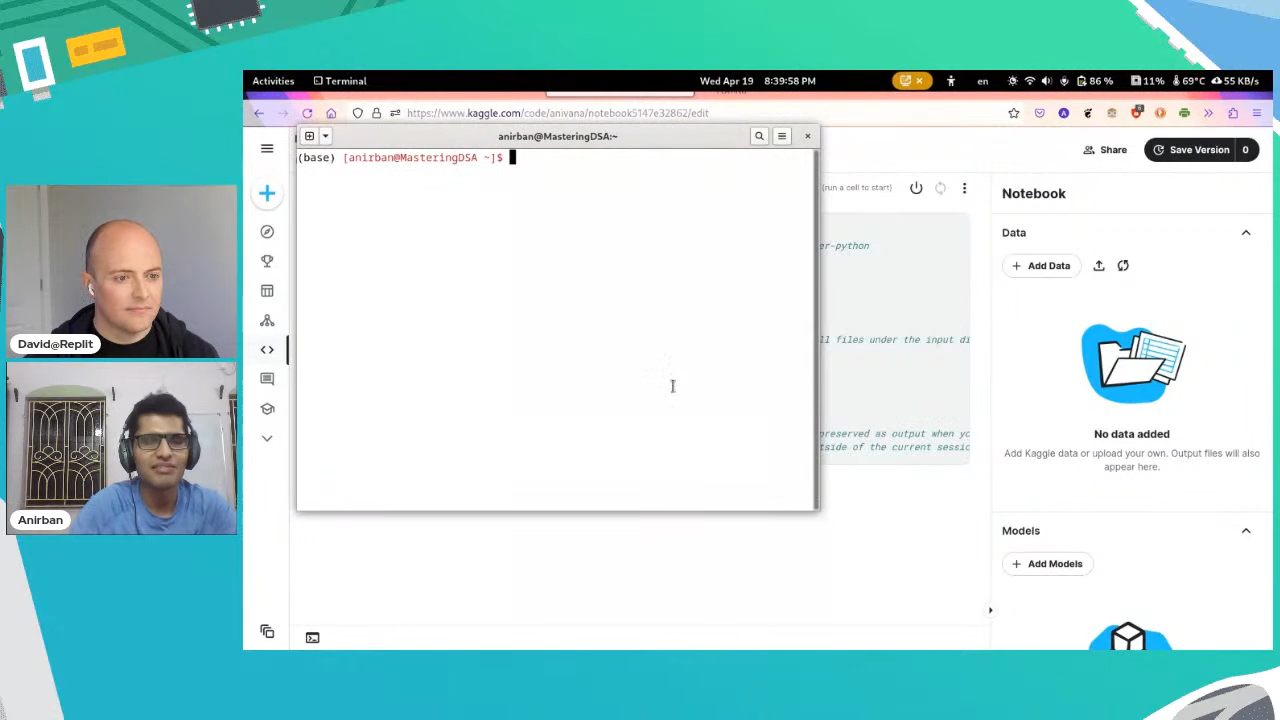 Activities
Terminal
Wed Apr 19 8:39:58 PM
en
86 %
11%
69°C
55 KB/s
https://www.kaggle.com/code/anivana/notebook5147e32862/edit
anirban@MasteringDSA:~
(base) [anirban@MasteringDSA ~]$
Share
Save Version
0
(run a cell to start)
Notebook
er-python
Data
+ Add Data
ll files under the input di
No data added
Add Kaggle data or upload your own. Output files will also
appear here.
preserved as output when yo
tside of the current sessio
Models
+ Add Models
David@Replit
Anirban